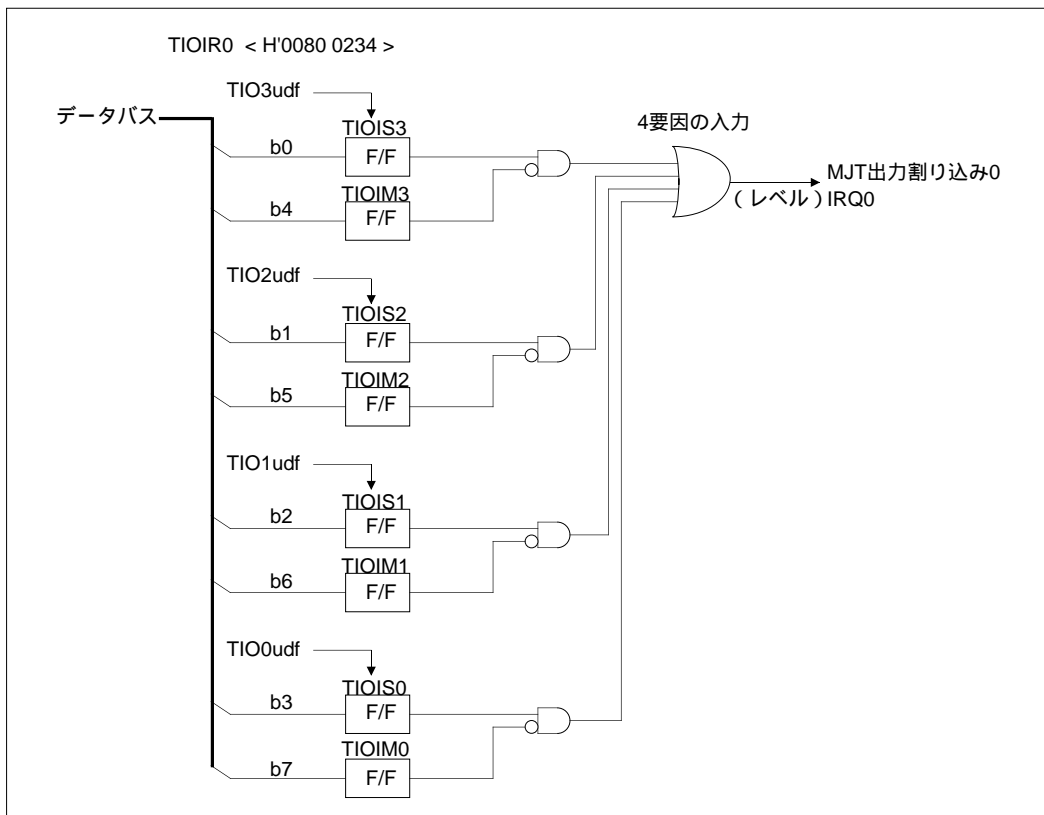 TIOIR0 < H'0080 0234 >
データバス
TIO3udf
TIOIS3
b0
F/F
TIOIM3
b4
F/F
4要因の入力
MJT出力割り込み0
(レベル)IRQ0
TIO2udf
TIOIS2
b1
F/F
TIOIM2
b5
F/F
TIO1udf
TIOIS1
b2
F/F
TIOIM1
b6
F/F
TIO0udf
TIOIS0
b3
F/F
TIOIM0
b7
F/F